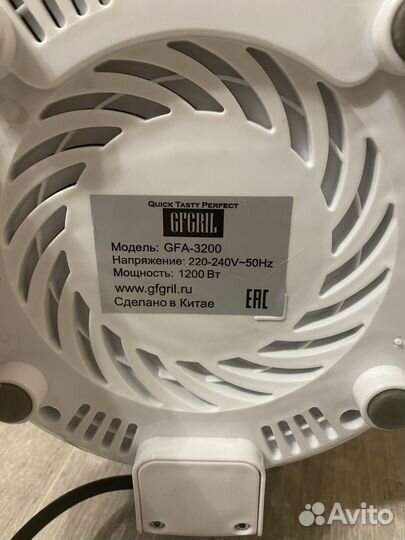 Quick Tasty Perfect
GFGRIL
Модель: GFA-3200
Напряжение: 220-240V~50Hz
Мощность: 1200 Вт
www.gfgril.ru
Сделано в Китае
EAC
Avito